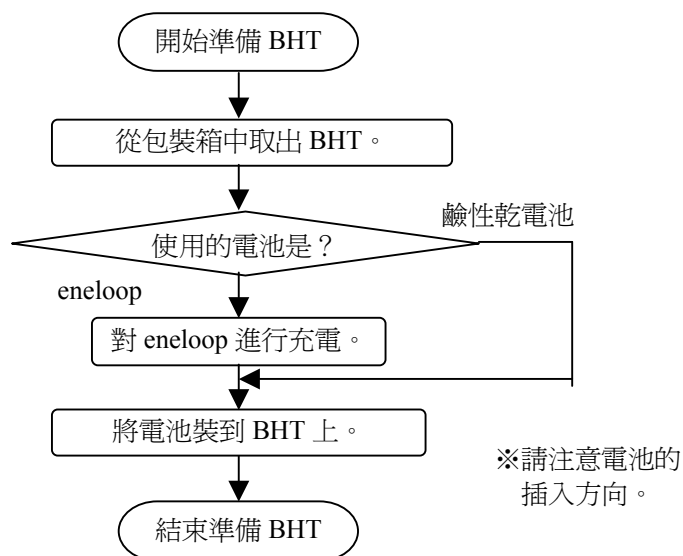 開始準備 BHT
從包裝箱中取出 BHT。
使用的電池是？
鹼性乾電池
eneloop
對 eneloop 進行充電。
將電池裝到 BHT 上。
※請注意電池的
插入方向。
結束準備 BHT